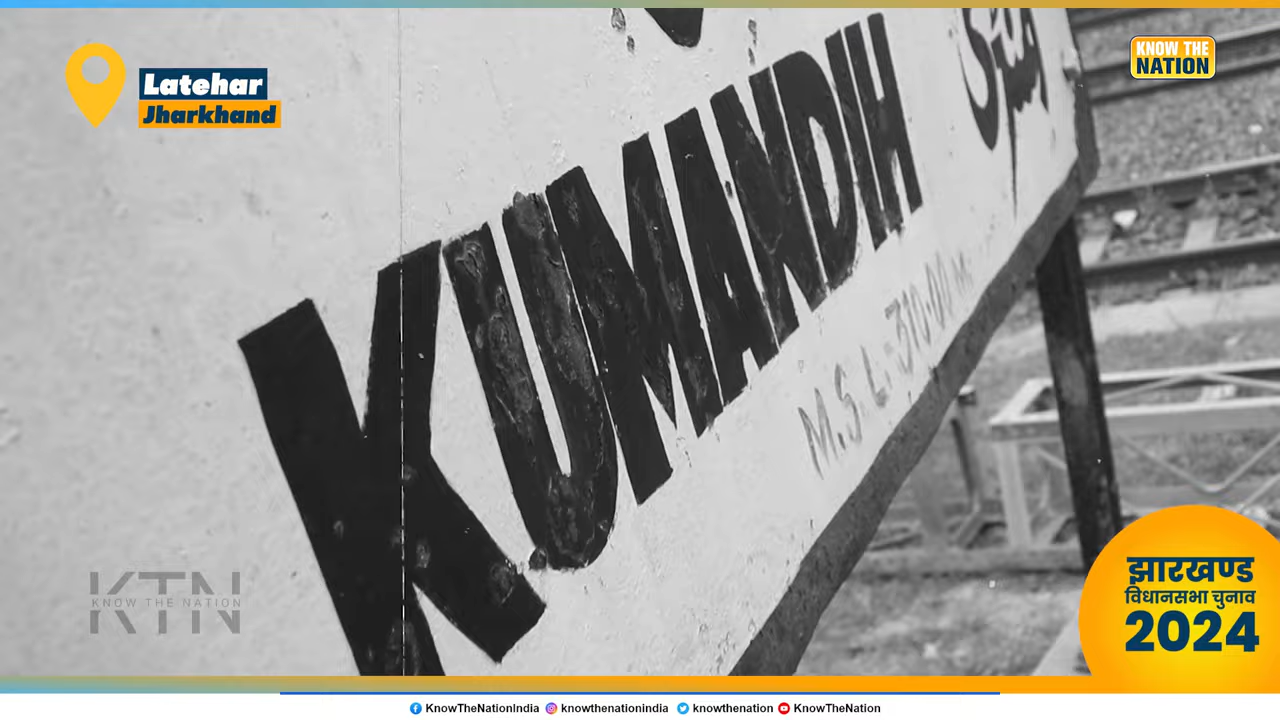 Latehar
Jharkhand
KNOW THE
NATION
KUMANDIH
M.S.L.-310.00 m.
KTN
KNOW THE NATION
झारखण्ड
विधानसभा चुनाव
2024
KnowTheNationIndia knowthenationindia knowthenation KnowTheNation